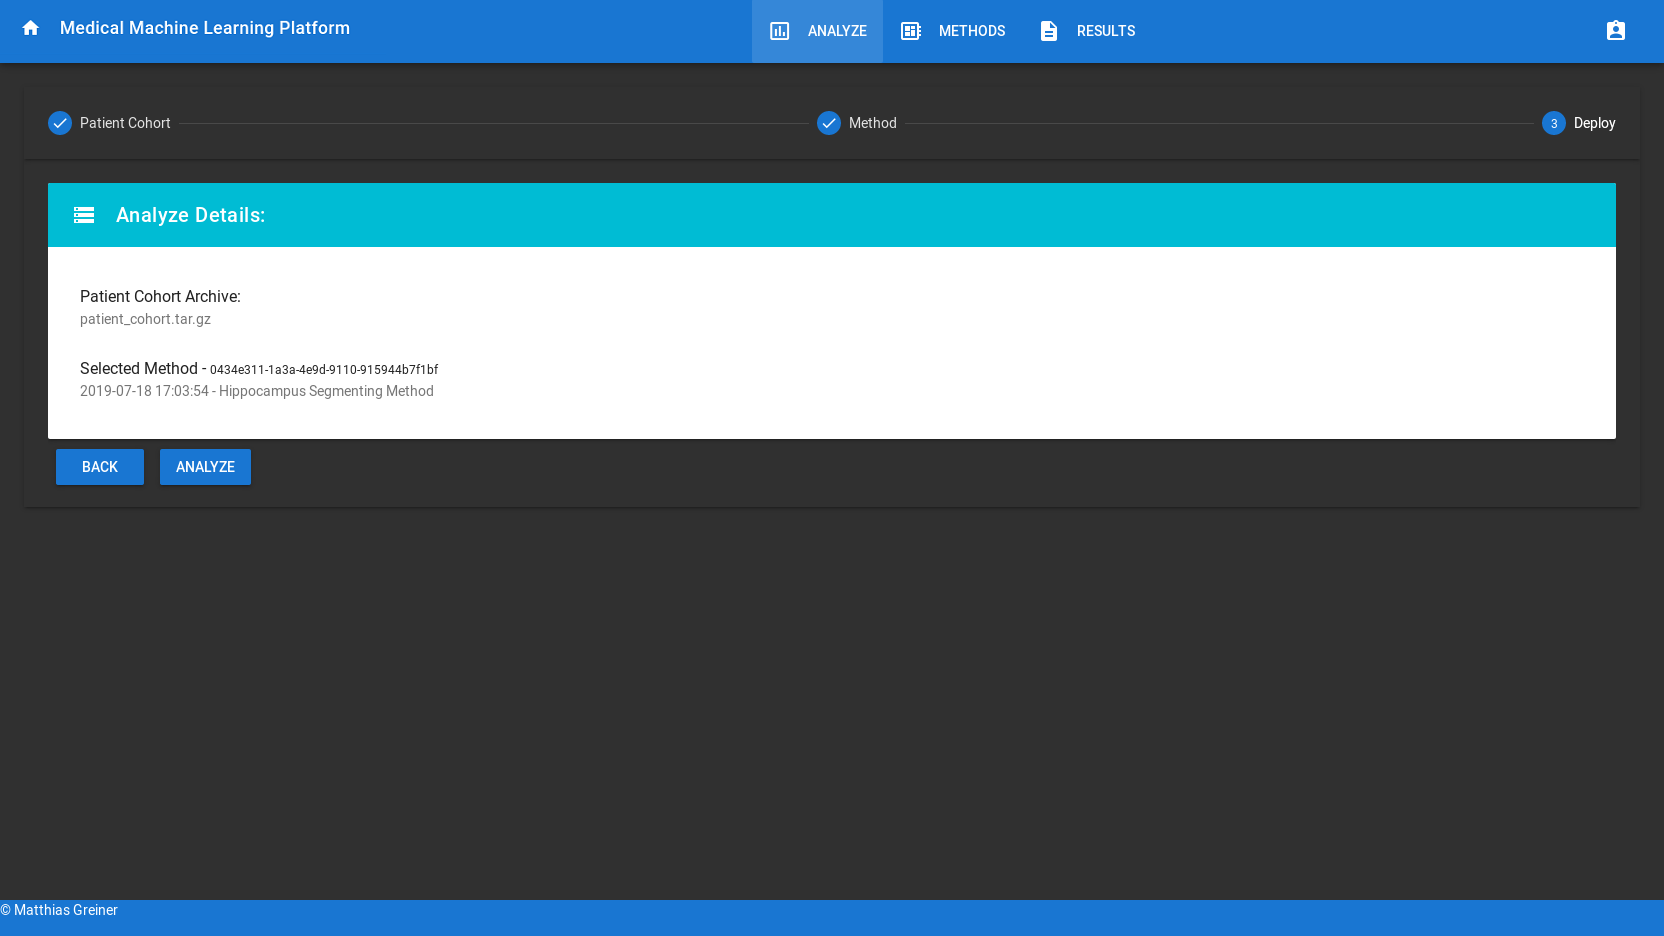 Medical Machine Learning Platform
ANALYZE
METHODS
RESULTS
Patient Cohort
Method
3 Deploy
Analyze Details:
Patient Cohort Archive:
patient_cohort.tar.gz
Selected Method - 0434e311-1a3a-4e9d-9110-915944b7f1bf
2019-07-18 17:03:54 - Hippocampus Segmenting Method
BACK
ANALYZE
© Matthias Greiner